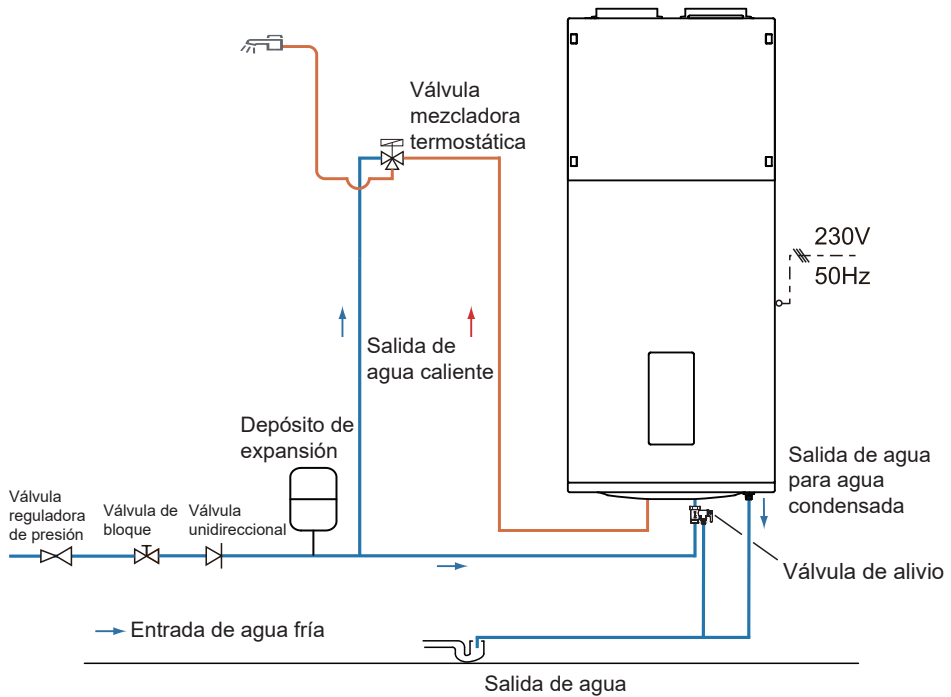 Válvula
mezcladora
termostática
230V
50Hz
Salida de
agua caliente
Depósito de
expansión
Salida de agua
para agua
condensada
Válvula
reguladora
de presión
Válvula de
bloque
Válvula
unidireccional
Válvula de alivio
Entrada de agua fría
Salida de agua